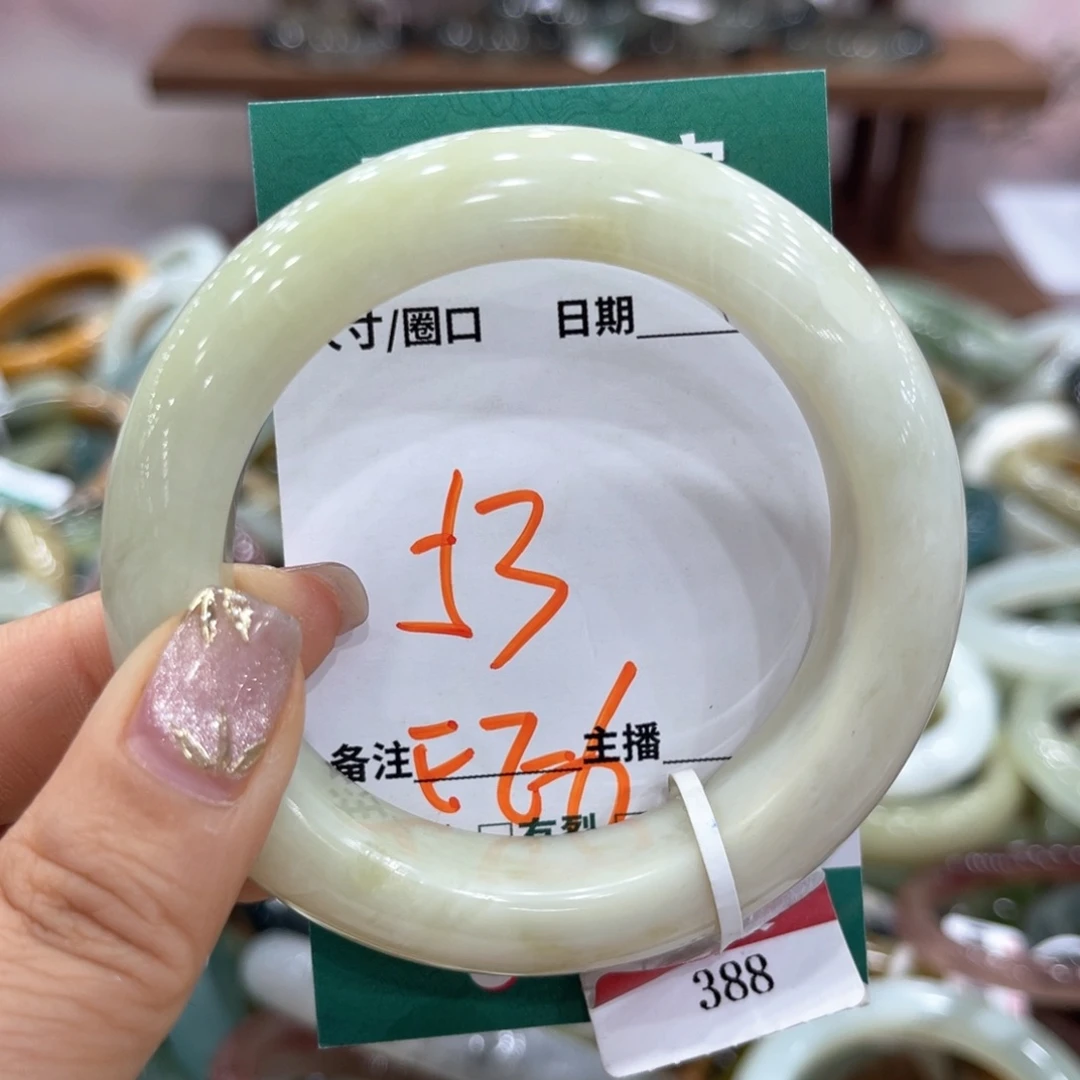 寸/圈口 日期
53
备注 主播
有裂
388